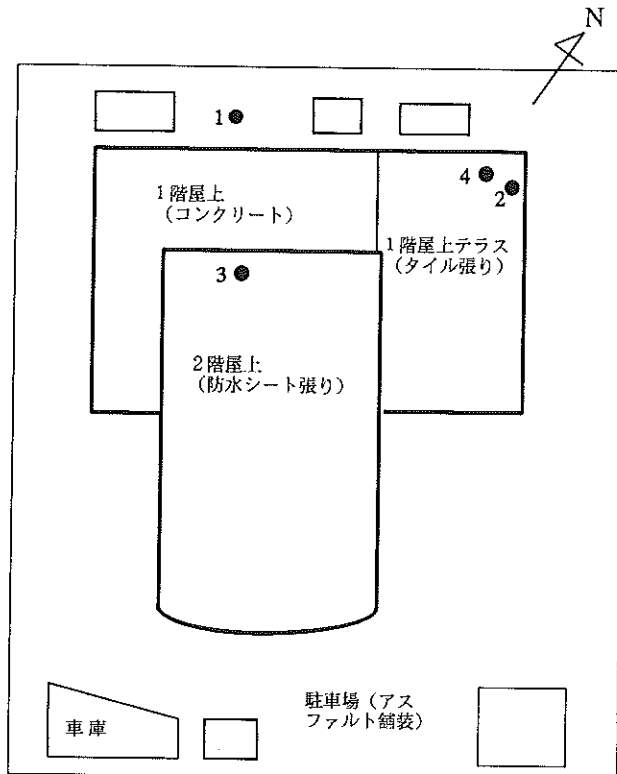 N
1
1階屋上
(コンクリート)
4
2
1階屋上テラス
(タイル張り)
3
2階屋上
(防水シート張り)
駐車場(アス
ファルト舗装)
車庫